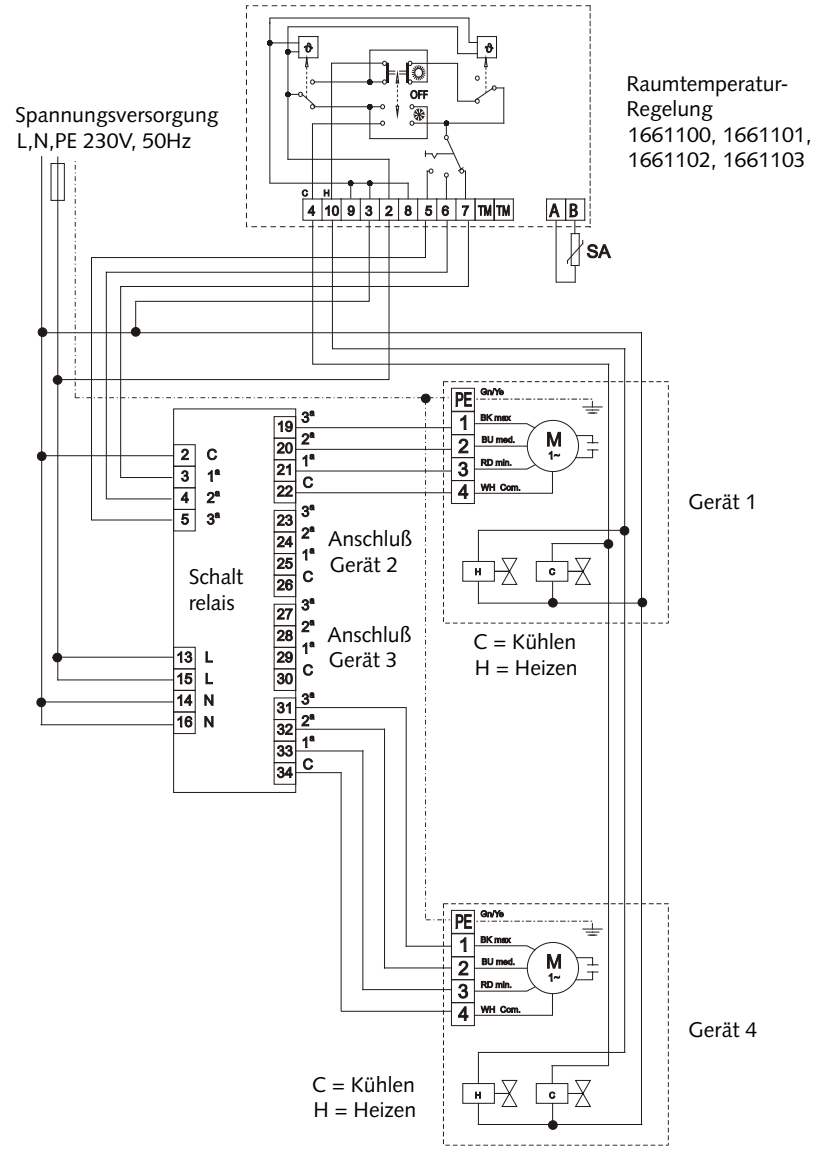 Spannungsversorgung
L,N,PE 230V, 50Hz
Raumtemperatur-
Regelung
1661100, 1661101,
1661102, 1661103
ϑ
ϑ
OFF
C H
4 10 9 3 2 8 5 6 7 TM TM
A B
SA
PE Gn/Ye
1 BK max
2 BU med.
3 RD min.
4 WH Com.
M
1~
H
C
Gerät 1
C = Kühlen
H = Heizen
2 C
3 1ª
4 2ª
5 3ª
Schalt
relais
13 L
15 L
14 N
16 N
19 3ª
20 2ª
21 1ª
22 C
23 3ª
24 2ª
25 1ª
26 C
Anschluß
Gerät 2
27 3ª
28 2ª
29 1ª
30 C
Anschluß
Gerät 3
31 3ª
32 2ª
33 1ª
34 C
PE Gn/Ye
1 BK max
2 BU med.
3 RD min.
4 WH Com.
M
1~
H
C
Gerät 4
C = Kühlen
H = Heizen